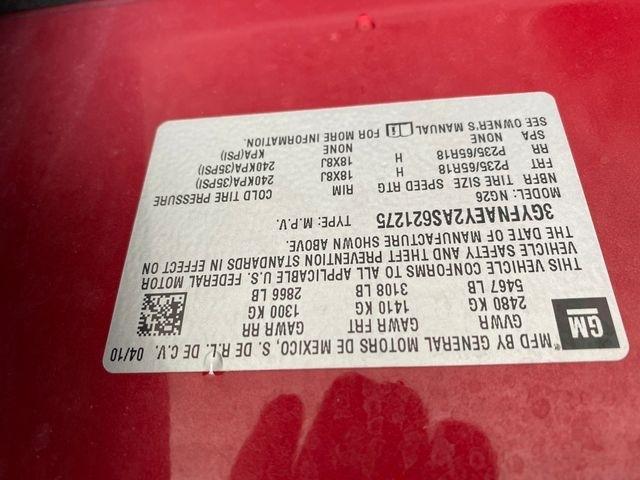 GM
MFD BY GENERAL MOTORS DE MEXICO, S. DE R.L. DE C.V. 04/10
GVWR GAWR FRT GAWR RR
2480 KG 1410 KG 1300 KG
5467 LB 3108 LB 2866 LB
THIS VEHICLE CONFORMS TO ALL APPLICABLE U.S. FEDERAL MOTOR
VEHICLE SAFETY AND THEFT PREVENTION STANDARDS IN EFFECT ON
THE DATE OF MANUFACTURE SHOWN ABOVE.
3GYFNAEY2AS621275 TYPE: M.P.V.
MODEL: NG26
NBFR TIRE SIZE SPEED RTG RIM COLD TIRE PRESSURE
FRT P235/65R18 H 18X8J 240KPA(35PSI)
RR P235/65R18 H 18X8J 240KPA(35PSI)
SPA NONE NONE KPA(PSI)
SEE OWNER'S MANUAL FOR MORE INFORMATION.